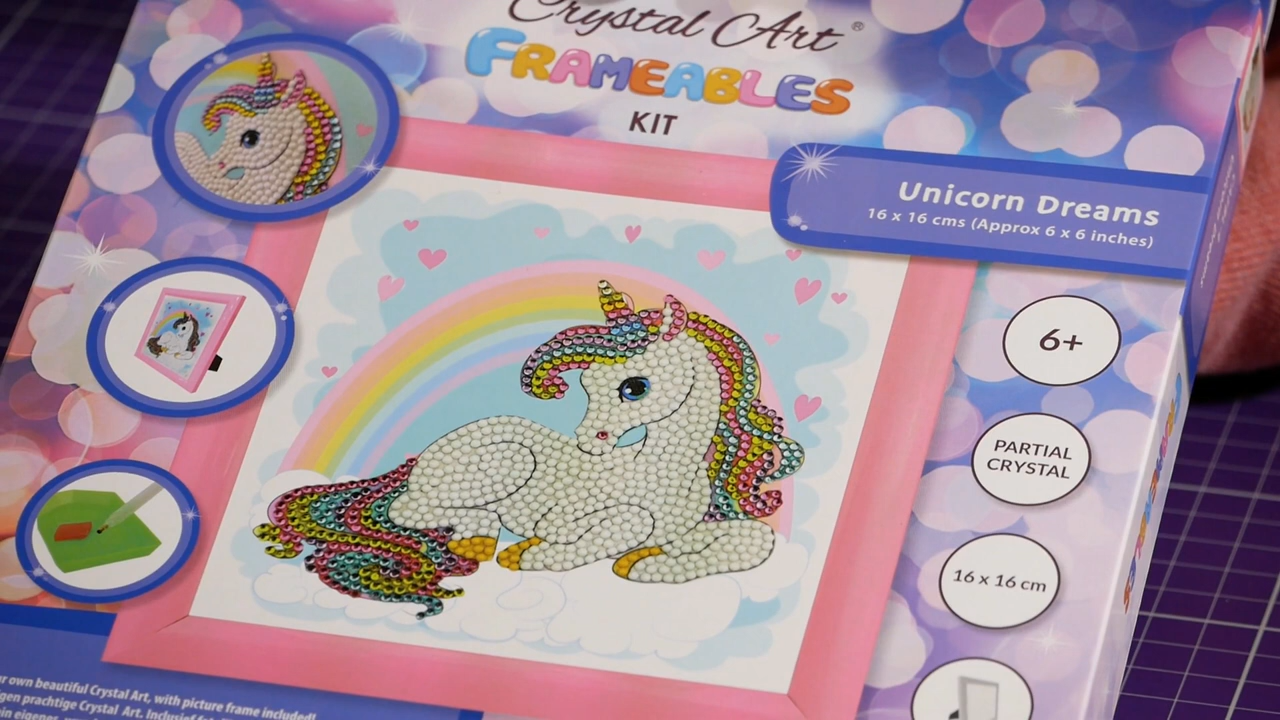 Crystal Art®
FRAMEABLES
KIT
Unicorn Dreams
16 x 16 cms (Approx 6 x 6 inches)
6+
PARTIAL
CRYSTAL
16 x 16 cm
own beautiful Crystal Art, with picture frame included!
prachtige Crystal Art. Inclusief
eigener,